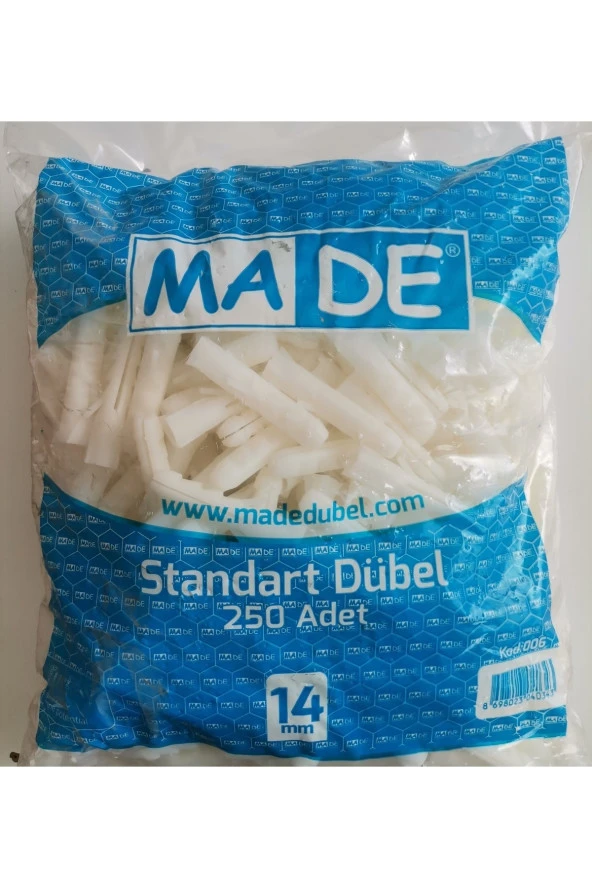 MADE®
www.madedubel.com
Standart Dübel
250 Adet
14
mm
Kod:006